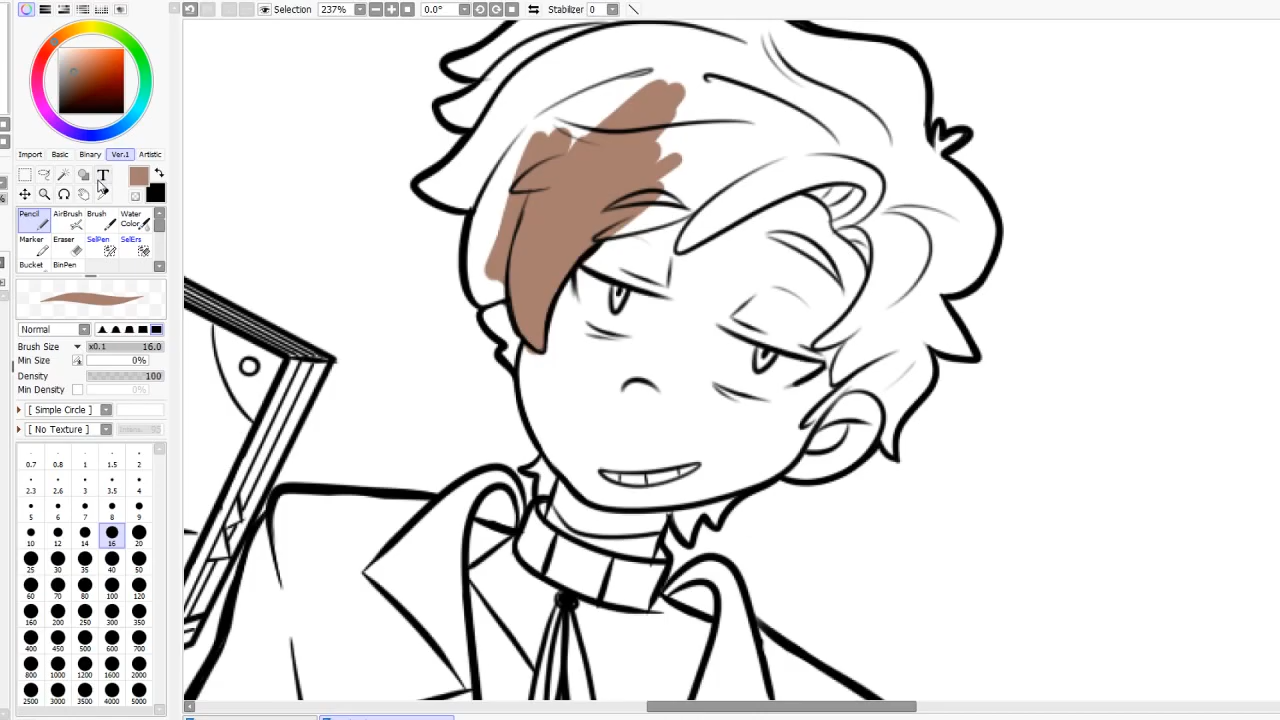 Selection 237% 0.0° Stabilizer 0
Import Basic Binary Ver.1 Artistic
T
Pencil AirBrush Brush Water Color
Marker Eraser SelPen SelErs
Bucket BinPen
Normal
Brush Size x0.1 16.0
Min Size 0%
Density 100
Min Density 0%
[ Simple Circle ]
[ No Texture ]
0.7 0.8 1 1.5 2
2.3 2.6 3 3.5 4
5 6 7 8 9
10 12 14 16 20
25 30 35 40 50
60 70 80 100 120
160 200 250 300 350
400 450 500 600 700
800 1000 1200 1600 2000
2500 3000 3500 4000 5000